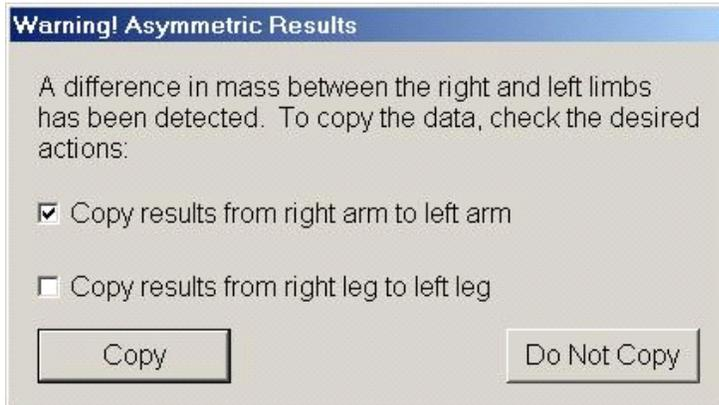 Warning! Asymmetric Results
A difference in mass between the right and left limbs
has been detected.  To copy the data, check the desired
actions:
Copy results from right arm to left arm
Copy results from right leg to left leg
Copy
Do Not Copy